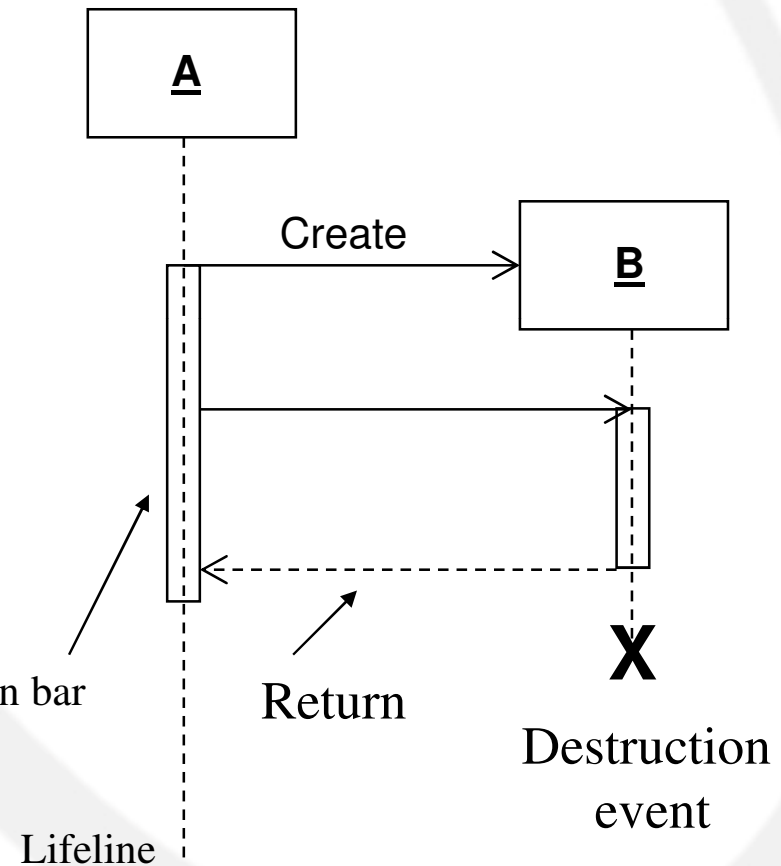 A
Create
B
n bar
Return
Destruction
event
Lifeline
X